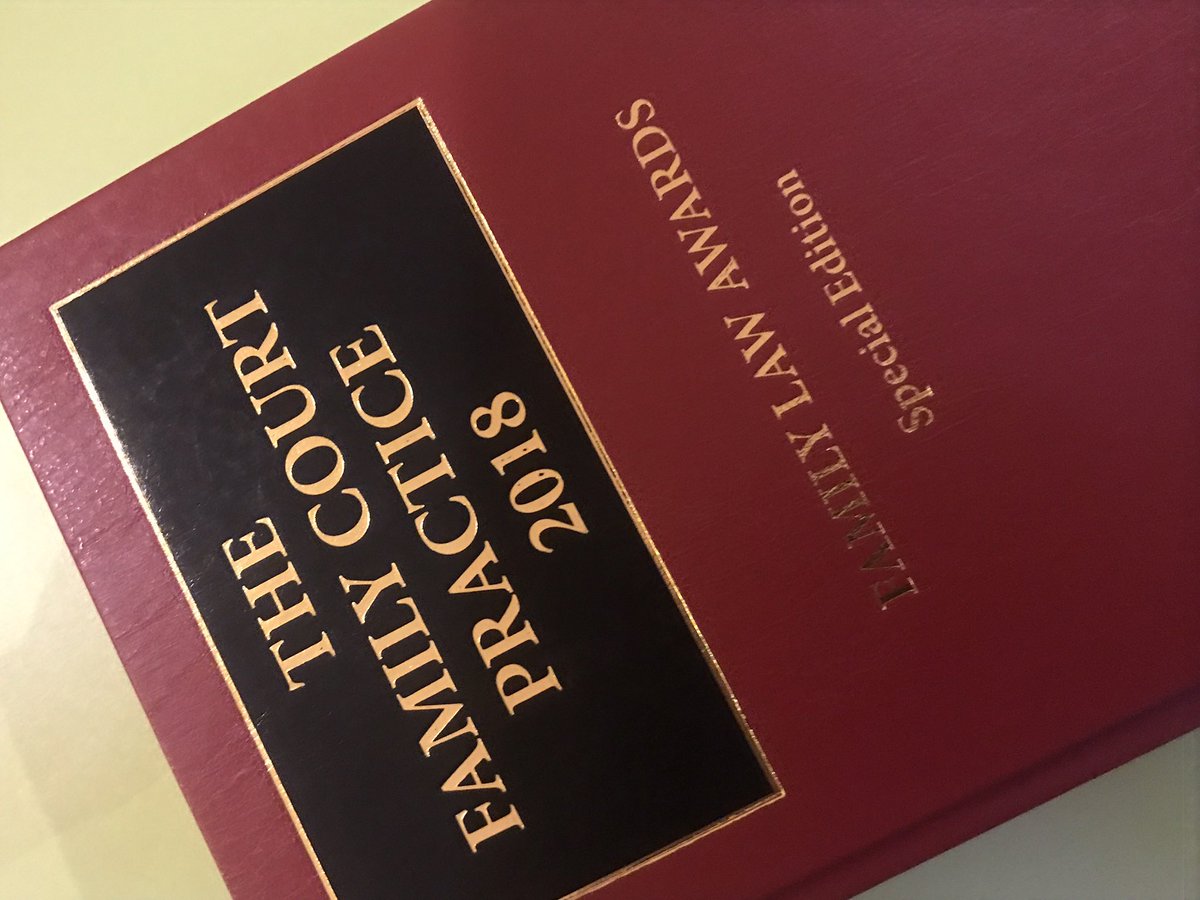 THE
FAMILY COURT
PRACTICE
2018
FAMILY LAW AWARDS
Special Edition